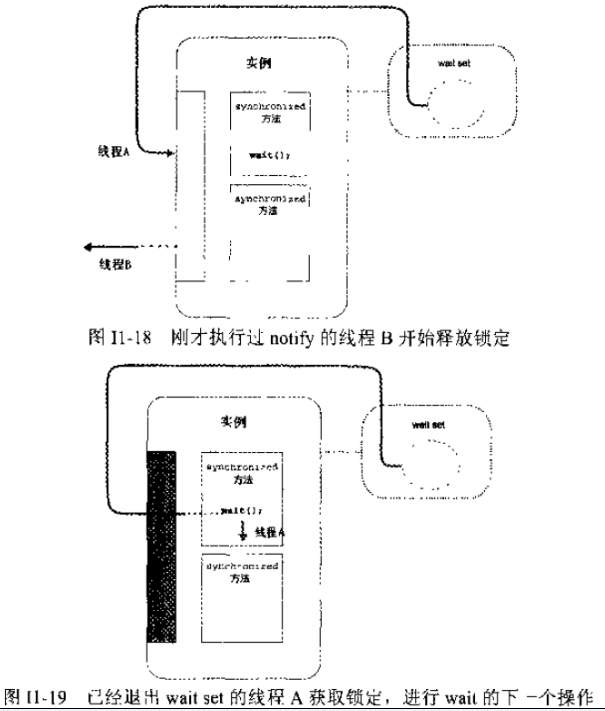 实例
wait set
synchronized
方法
线程A
wait();
synchronized
方法
线程B
图 I1-18 刚才执行过 notify 的线程 B 开始释放锁定
实例
wait set
synchronized
方法
wait();
线程A
synchronized
方法
图 I1-19 已经退出 wait set 的线程 A 获取锁定，进行 wait 的下一个操作